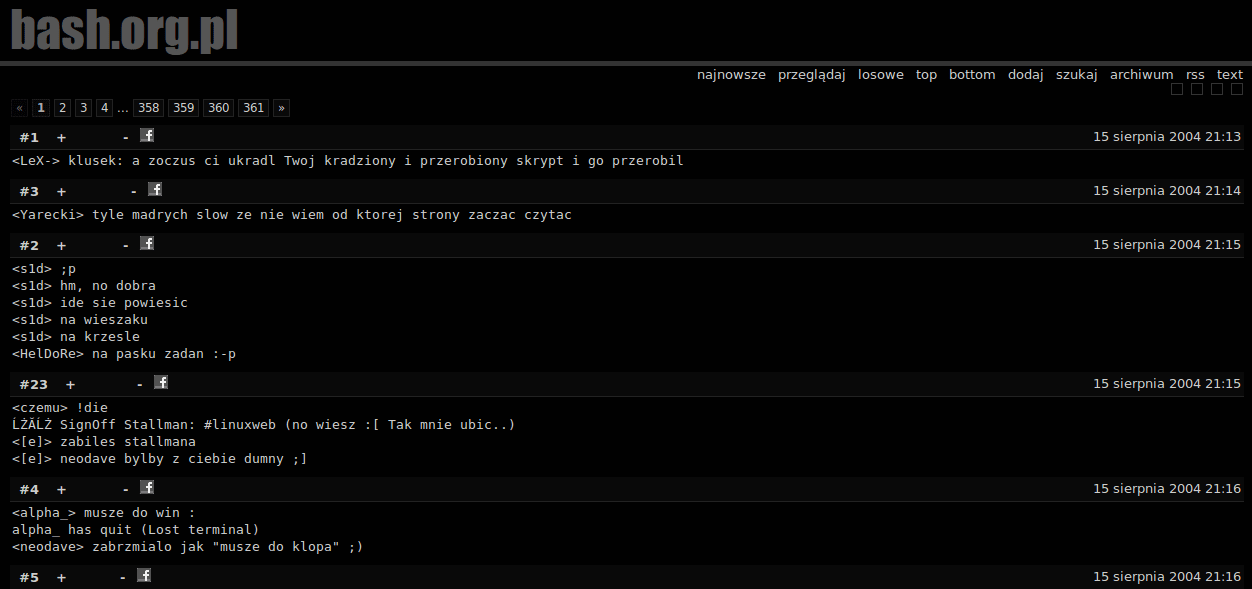 bash.org.pl
najnowsze przeglądaj losowe top bottom dodaj szukaj archiwum rss text
« 1 2 3 4 ... 358 359 360 361 »
#1 + - f 15 sierpnia 2004 21:13
<LeX-> klusek: a zoczus ci ukradl Twoj kradziony i przerobiony skrypt i go przerobil
#3 + - f 15 sierpnia 2004 21:14
<Yarecki> tyle madrych slow ze nie wiem od ktorej strony zaczac czytac
#2 + - f 15 sierpnia 2004 21:15
<s1d> ;p
<s1d> hm, no dobra
<s1d> ide sie powiesic
<s1d> na wieszaku
<s1d> na krzesle
<HelDoRe> na pasku zadan :-p
#23 + - f 15 sierpnia 2004 21:15
<czemu> !die
ĹŻÄĹŻ SignOff Stallman: #linuxweb (no wiesz :[ Tak mnie ubic..)
<[e]> zabiles stallmana
<[e]> neodave bylby z ciebie dumny ;]
#4 + - f 15 sierpnia 2004 21:16
<alpha_> musze do win :
alpha_ has quit (Lost terminal)
<neodave> zabrzmialo jak "musze do klopa" ;)
#5 + - f 15 sierpnia 2004 21:16